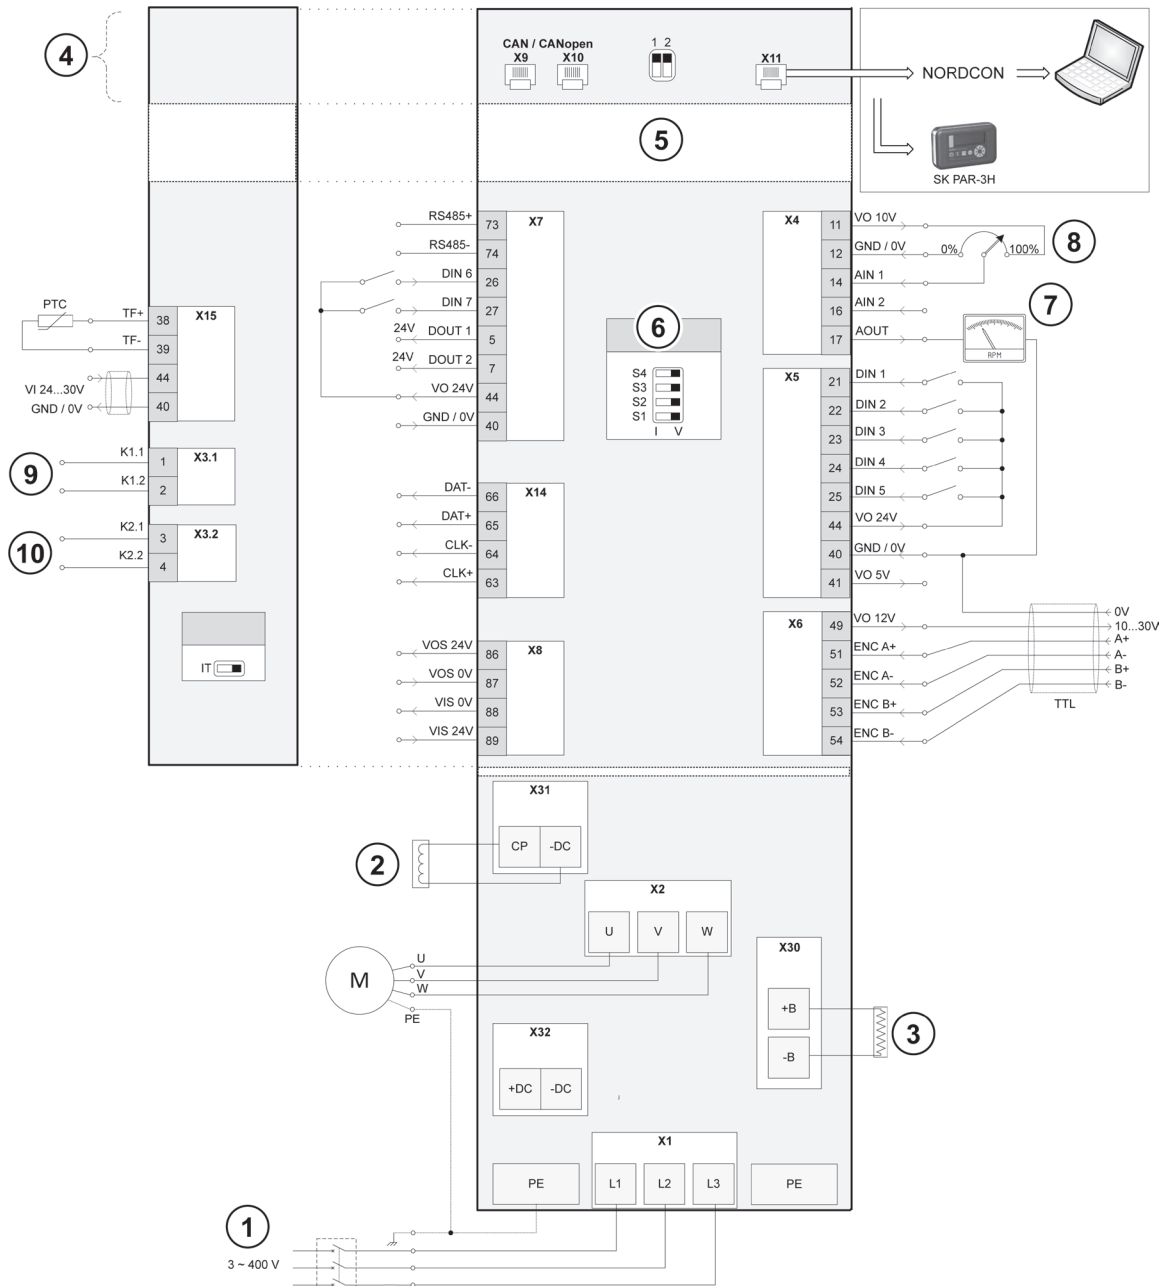 4
CAN / CANopen
X9
X10
1 2
X11
NORDCON
SK PAR-3H
5
X7
73 RS485+
74 RS485-
26 DIN 6
27 DIN 7
5 DOUT 1 24V
7 DOUT 2 24V
44 VO 24V
40 GND / 0V
X4
11 VO 10V
12 GND / 0V
14 AIN 1
16 AIN 2
17 AOUT
0% 100%
8
7
RPM
6
S4
S3
S2
S1
I V
X5
21 DIN 1
22 DIN 2
23 DIN 3
24 DIN 4
25 DIN 5
44 VO 24V
40 GND / 0V
41 VO 5V
PTC
TF+ 38 X15
TF- 39
44
VI 24...30V
GND / 0V 40
9
K1.1 1 X3.1
K1.2 2
10
K2.1 3 X3.2
K2.2 4
IT
DAT- 66 X14
DAT+ 65
CLK- 64
CLK+ 63
VOS 24V 86 X8
VOS 0V 87
VIS 0V 88
VIS 24V 89
X6
49 VO 12V
51 ENC A+
52 ENC A-
53 ENC B+
54 ENC B-
0V
10...30V
A+
A-
B+
B-
TTL
X31
CP -DC
2
X2
U V W
M
U
V
W
PE
X30
+B
-B
3
X32
+DC -DC
X1
PE L1 L2 L3 PE
1
3 ~ 400 V